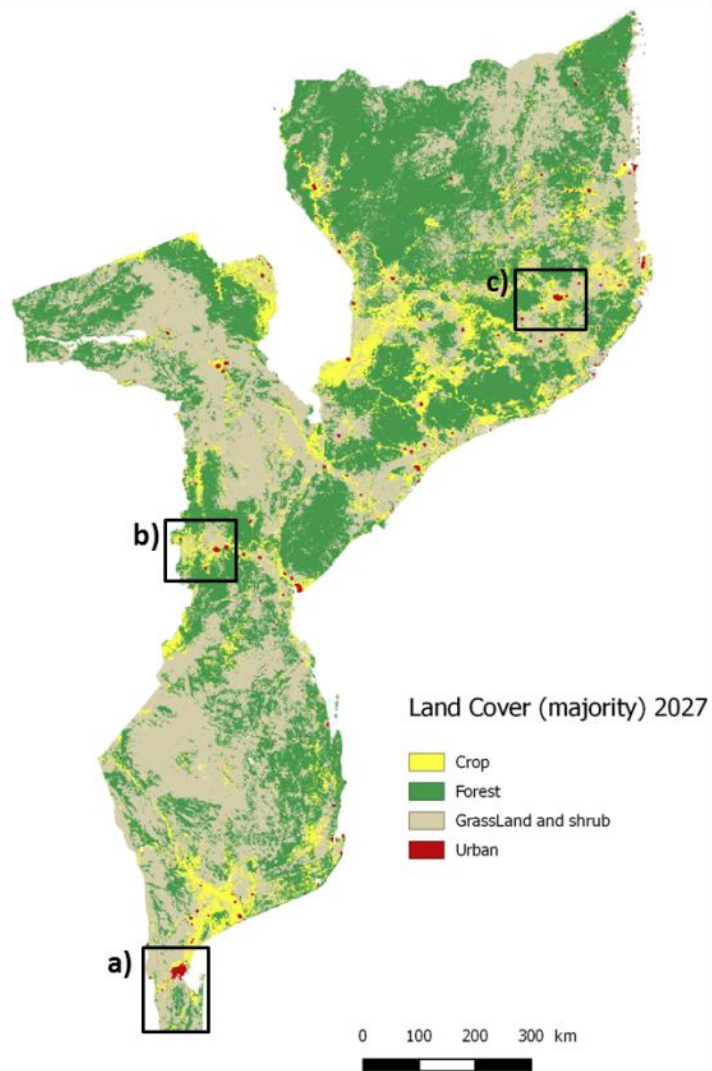 c)
b)
Land Cover (majority) 2027
Crop
Forest
GrassLand and shrub
Urban
a)
0 100 200 300 km